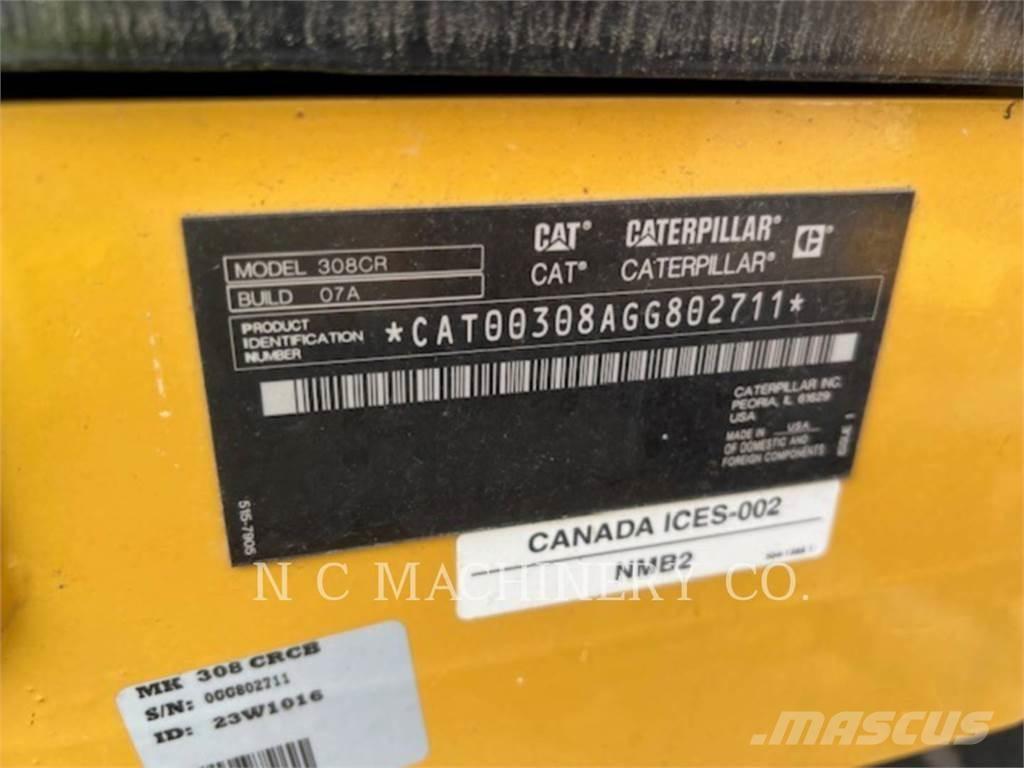 CAT® CATERPILLAR® C
CAT® CATERPILLAR®
MODEL 308CR
BUILD 07A
PRODUCT
IDENTIFICATION
NUMBER
*CAT00308AGG802711*
CATERPILLAR INC.
PEORIA, IL 61629
USA
MADE IN USA
OF DOMESTIC AND
FOREIGN COMPONENTS
515-7905
CANADA ICES-002
NMB2
N C MACHINERY CO.
MK 308 CRCB
S/N: 0GG802711
ID: 23W1016
MASCUS